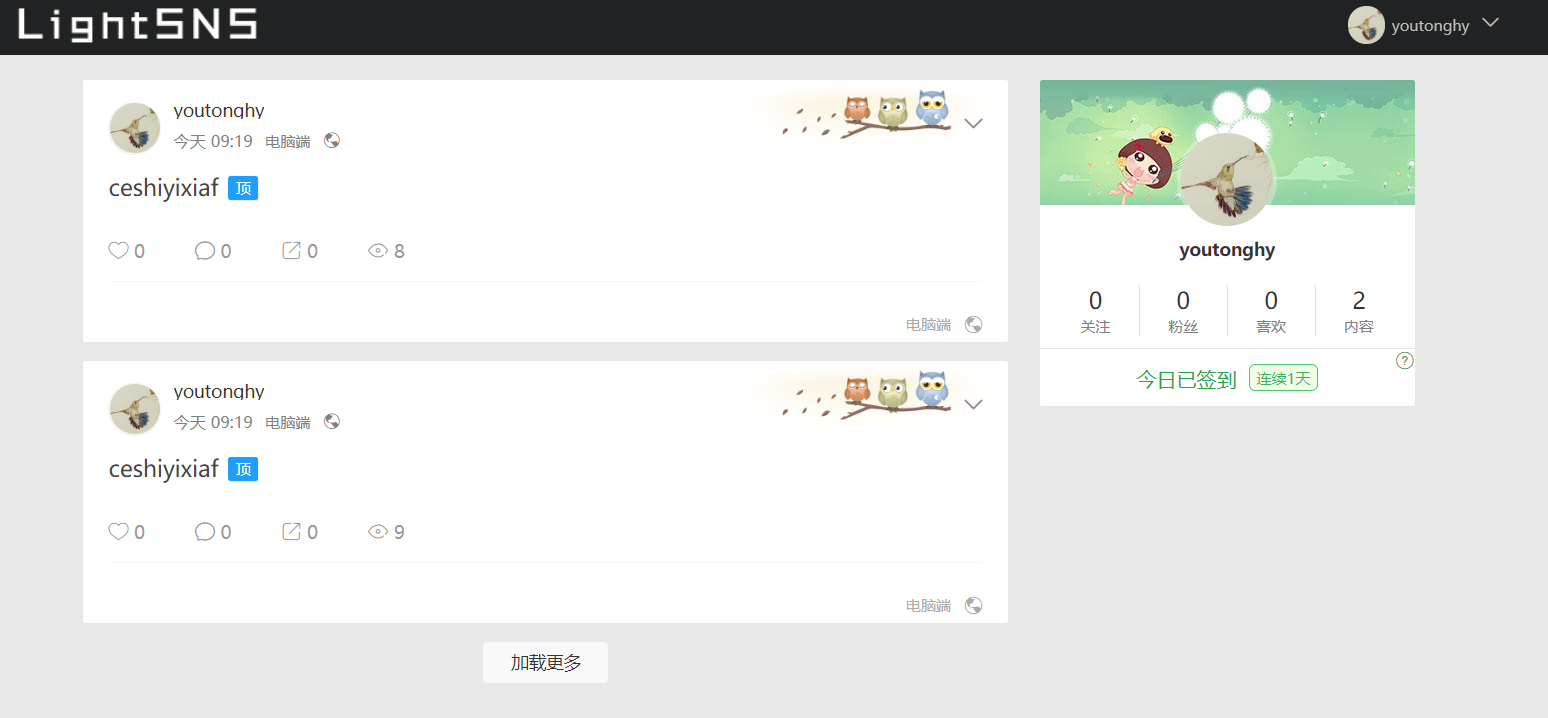 LightSNS
youtonghy
youtonghy
今天 09:19 电脑端
ceshiyixiaf 顶
0 0 0 8
电脑端
youtonghy
今天 09:19 电脑端
ceshiyixiaf 顶
0 0 0 9
电脑端
加载更多
youtonghy
0 0 0 2
关注 粉丝 喜欢 内容
?
今日已签到 连续1天